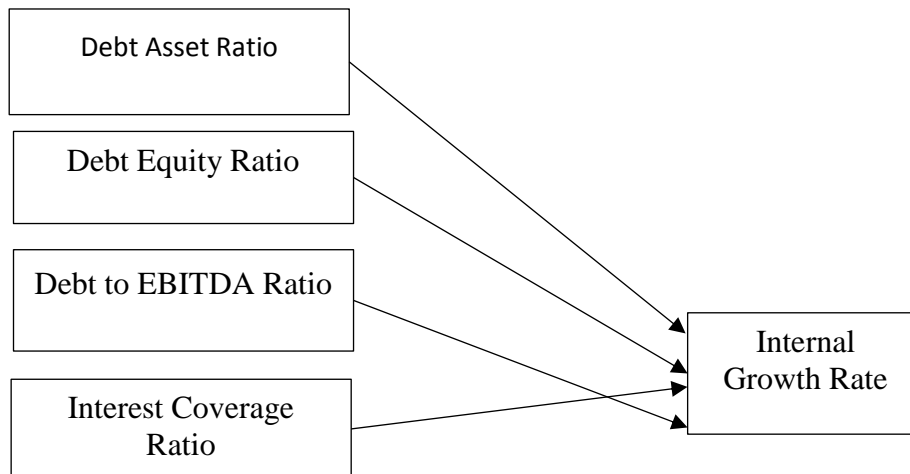 Debt Asset Ratio
Debt Equity Ratio
Debt to EBITDA Ratio
Internal
Growth Rate
Interest Coverage
Ratio